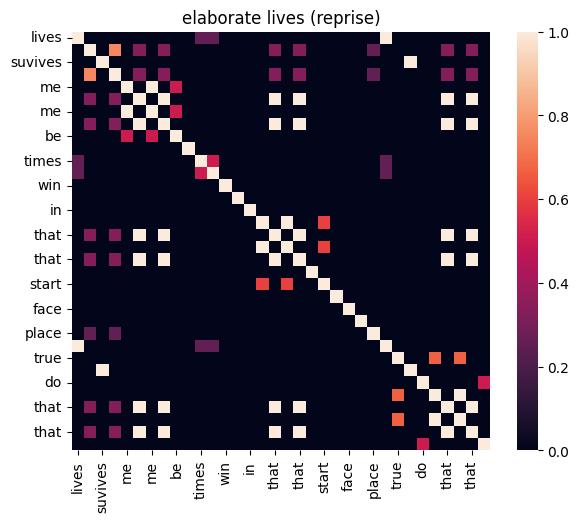 elaborate lives (reprise)
lives
suvives
me
me
be
times
win
in
that
that
start
face
place
true
do
that
that
1.0
0.8
0.6
0.4
0.2
0.0
lives
suvives
me
me
be
times
win
in
that
that
start
face
place
true
do
that
that